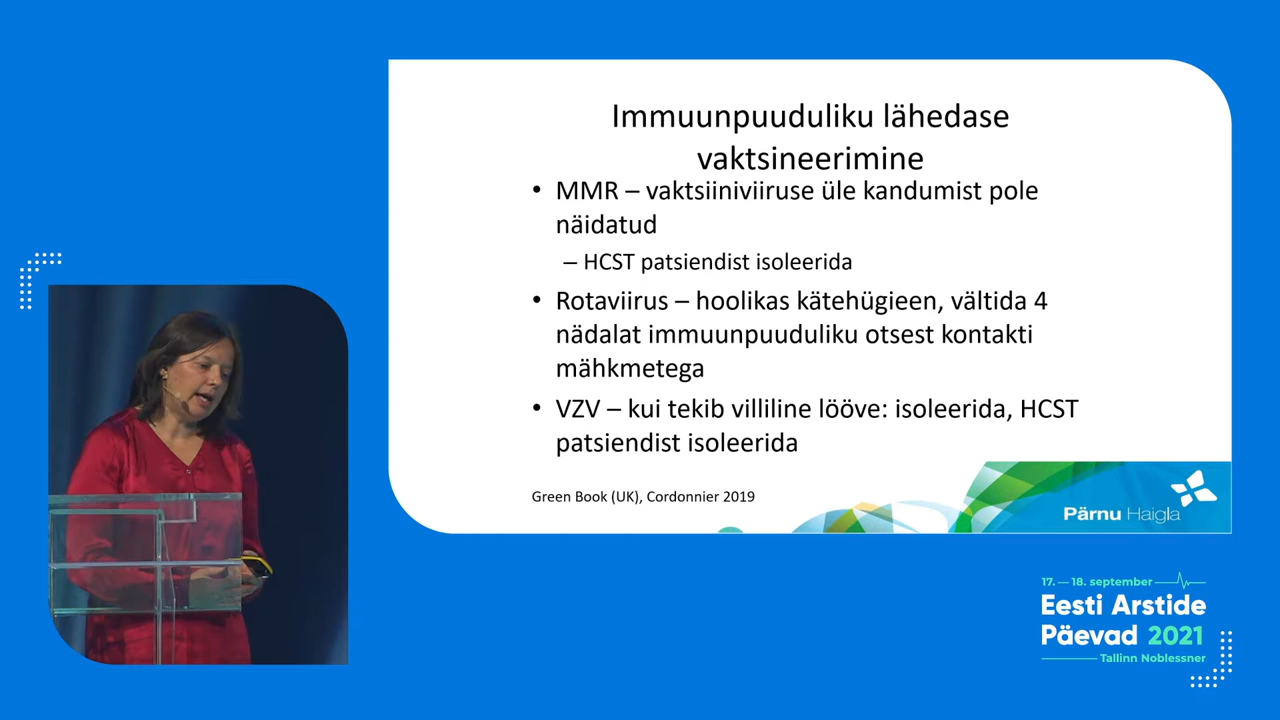 Immuunpuuduliku lähedase
vaktsineerimine
• MMR – vaktsiiniviiruse üle kandumist pole
näidatud
– HCST patsiendist isoleerida
• Rotaviirus – hoolikas kätehügieen, vältida 4
nädalat immuunpuuduliku otsest kontakti
mähkmetega
• VZV – kui tekib villiline lööve: isoleerida, HCST
patsiendist isoleerida
Green Book (UK), Cordonnier 2019
Pärnu Haigla
17. — 18. september
Eesti Arstide
Päevad 2021
Tallinn Noblessner